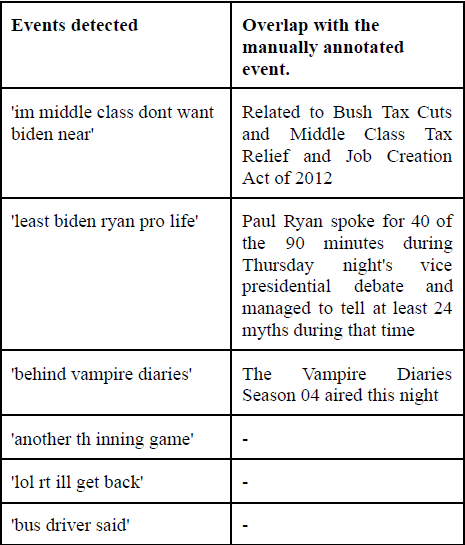 Events detected
Overlap with the
manually annotated
event.
'im middle class dont want
biden near'
Related to Bush Tax Cuts
and Middle Class Tax
Relief and Job Creation
Act of 2012
'least biden ryan pro life'
Paul Ryan spoke for 40 of
the 90 minutes during
Thursday night's vice
presidential debate and
managed to tell at least 24
myths during that time
'behind vampire diaries'
The Vampire Diaries
Season 04 aired this night
'another th inning game'
-
'lol rt ill get back'
-
'bus driver said'
-